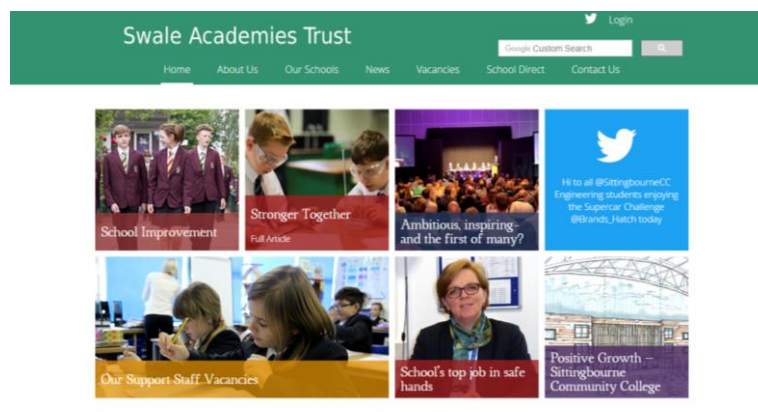 Swale Academies Trust
Login
Google Custom Search
Home About Us Our Schools News Vacancies School Direct Contact Us
School Improvement
Stronger Together
Full Article
Ambitious, inspiring-
and the first of many?
Hi to all @SittingbourneCC
Engineering students enjoying
the Supercar Challenge
@Brands_Hatch today
Our Support Staff Vacancies
School's top job in safe
hands
Positive Growth –
Sittingbourne
Community College